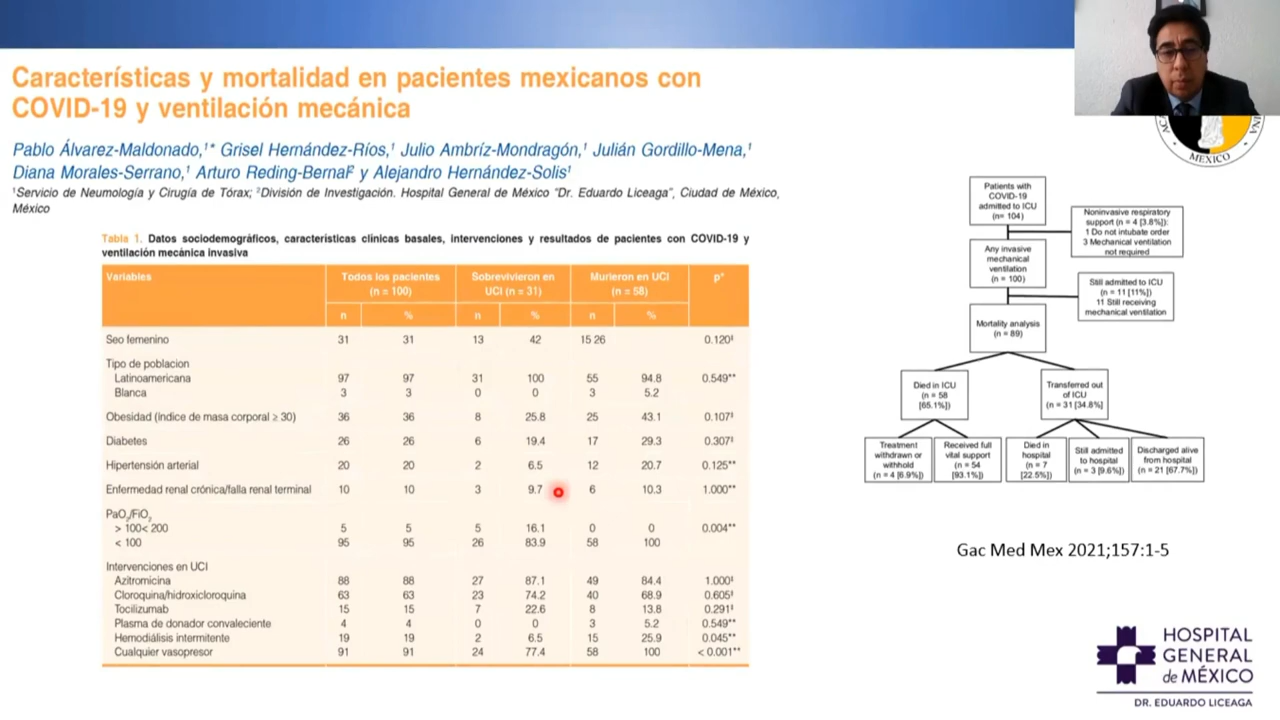 Características y mortalidad en pacientes mexicanos con
COVID-19 y ventilación mecánica
Pablo Álvarez-Maldonado,¹* Grisel Hernández-Ríos,¹ Julio Ambríz-Mondragón,¹ Julián Gordillo-Mena,¹
Diana Morales-Serrano,¹ Arturo Reding-Bernal² y Alejandro Hernández-Solis¹
¹Servicio de Neumología y Cirugía de Tórax; ²División de Investigación. Hospital General de México "Dr. Eduardo Liceaga", Ciudad de México,
México
Tabla 1. Datos sociodemográficos, características clínicas basales, intervenciones y resultados de pacientes con COVID-19 y
ventilación mecánica invasiva
Variables Todos los pacientes (n = 100) Sobrevivieron en UCI (n = 31) Murieron en UCI (n = 58) p*
n % n % n %
Seo femenino 31 31 13 42 15 26 0.120‡
Tipo de poblacion
Latinoamericana 97 97 31 100 55 94.8 0.549**
Blanca 3 3 0 0 3 5.2
Obesidad (índice de masa corporal ≥ 30) 36 36 8 25.8 25 43.1 0.107‡
Diabetes 26 26 6 19.4 17 29.3 0.307‡
Hipertensión arterial 20 20 2 6.5 12 20.7 0.125**
Enfermedad renal crónica/falla renal terminal 10 10 3 9.7 6 10.3 1.000**
PaO₂/FiO₂
> 100< 200 5 5 5 16.1 0 0 0.004**
< 100 95 95 26 83.9 58 100
Intervenciones en UCI
Azitromicina 88 88 27 87.1 49 84.4 1.000‡
Cloroquina/hidroxicloroquina 63 63 23 74.2 40 68.9 0.605‡
Tocilizumab 15 15 7 22.6 8 13.8 0.291‡
Plasma de donador convaleciente 4 4 0 0 3 5.2 0.549**
Hemodiálisis intermitente 19 19 2 6.5 15 25.9 0.045**
Cualquier vasopresor 91 91 24 77.4 58 100 < 0.001**
MEXICO
Patients with
COVID-19
admitted to ICU
(n= 104)
Noninvasive respiratory
support (n = 4 [3.8%]):
1 Do not intubate order
3 Mechanical ventilation
not required
Any invasive
mechanical
ventilation
(n = 100)
Still admitted to ICU
(n = 11 [11%])
11 Still receiving
mechanical ventilation
Mortality analysis
(n = 89)
Died in ICU
(n = 58
[65.1%])
Transferred out
of ICU
(n = 31 [34.8%]
Treatment
withdrawn or
withhold
(n = 4 [6.9%])
Received full
vital support
(n = 54
[93.1%])
Died in
hospital
(n = 7
[22.5%])
Still admitted
to hospital
(n = 3 [9.6%])
Discharged alive
from hospital
(n = 21 [67.7%])
Gac Med Mex 2021;157:1-5
HOSPITAL
GENERAL
de MÉXICO
DR. EDUARDO LICEAGA